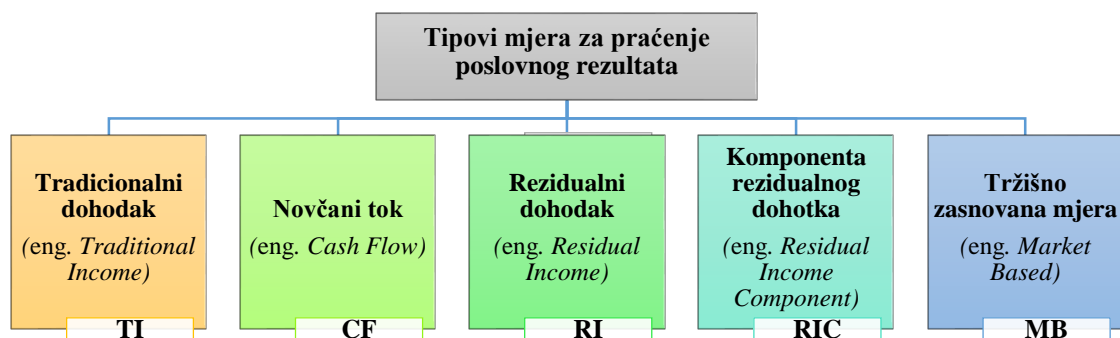 Tipovi mjera za praćenje
poslovnog rezultata
Tradicionalni
dohodak
(eng. Traditional
Income)
TI
Novčani tok
(eng. Cash Flow)
CF
Rezidualni
dohodak
(eng. Residual
Income)
RI
Komponenta
rezidualnog
dohotka
(eng. Residual
Income
Component)
RIC
Tržišno
zasnovana mjera
(eng. Market
Based)
MB